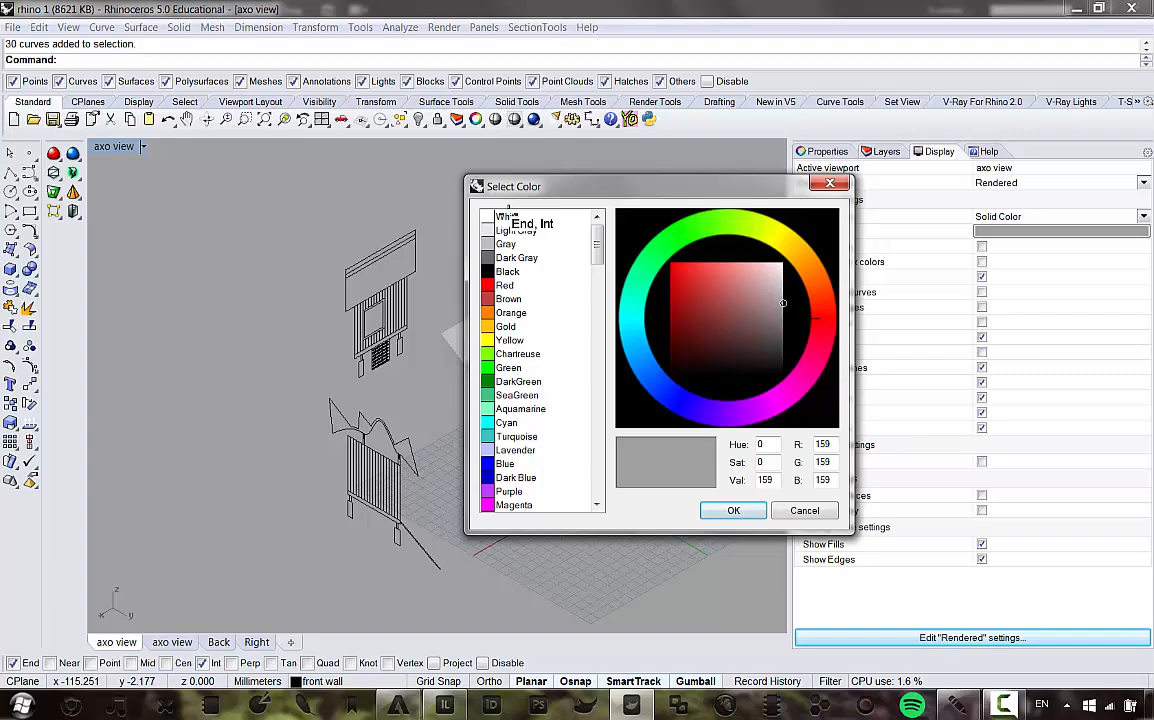 rhino 1 (8621 KB) - Rhinoceros 5.0 Educational - [axo view]
File Edit View Curve Surface Solid Mesh Dimension Transform Tools Analyze Render Panels SectionTools Help
30 curves added to selection.
Command:
Points Curves Surfaces Polysurfaces Meshes Annotations Lights Blocks Control Points Point Clouds Hatches Others Disable
Standard CPlanes Display Select Viewport Layout Visibility Transform Surface Tools Solid Tools Mesh Tools Render Tools Drafting New in V5 Curve Tools Set View V-Ray For Rhino 2.0 V-Ray Lights T-S »
axo view
Properties Layers Display Help
Active viewport axo view
Rendered
Solid Color
Select Color
End, Int
Light Gray
Gray
Dark Gray
Black
Red
Brown
Orange
Gold
Yellow
Chartreuse
Green
DarkGreen
SeaGreen
Aquamarine
Cyan
Turquoise
Lavender
Blue
Dark Blue
Purple
Magenta
Hue: 0 R: 159
Sat: 0 G: 159
Val: 159 B: 159
OK Cancel
Show Fills
Show Edges
Edit "Rendered" settings...
z
x y
axo view axo view Back Right
End Near Point Mid Cen Int Perp Tan Quad Knot Vertex Project Disable
CPlane x -115.251 y -2.177 z 0.000 Millimeters front wall Grid Snap Ortho Planar Osnap SmartTrack Gumball Record History Filter CPU use: 1.6 %
EN